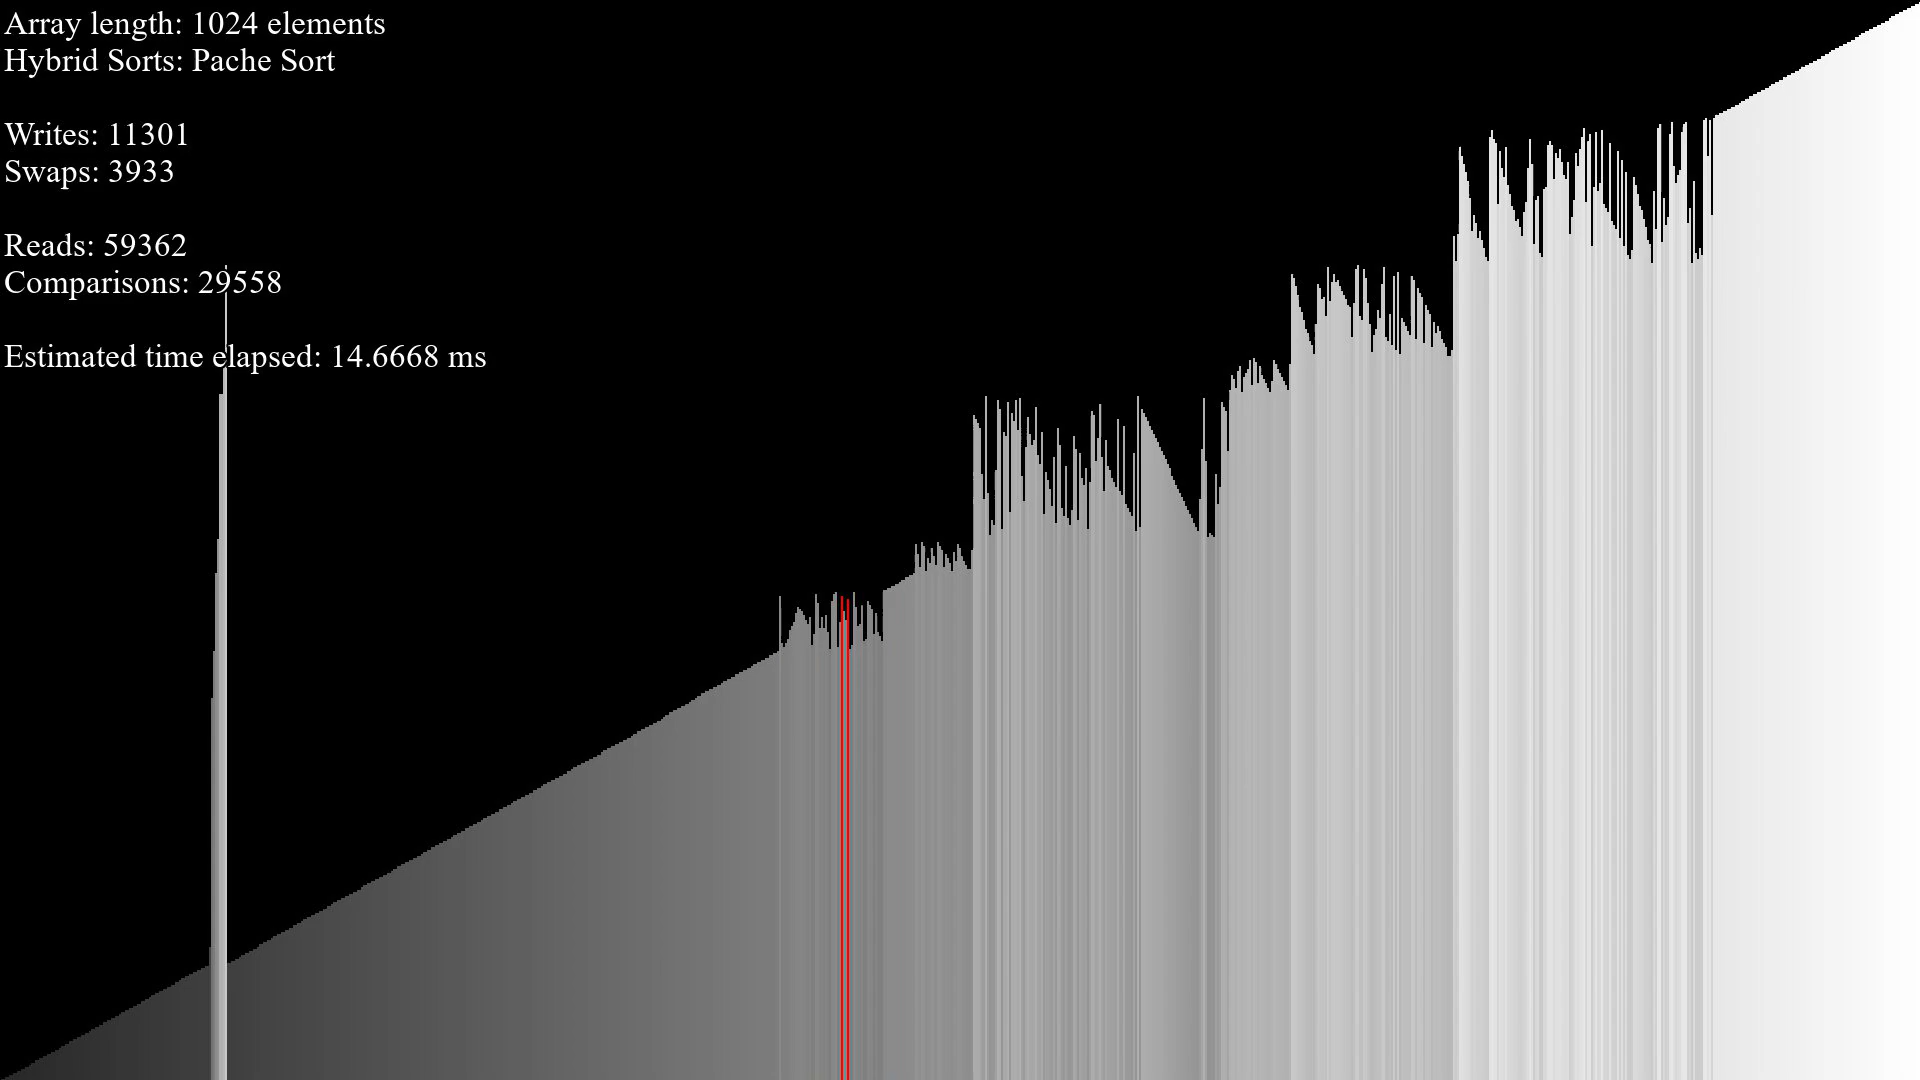 Array length: 1024 elements
Hybrid Sorts: Pache Sort
Writes: 11301
Swaps: 3933
Reads: 59362
Comparisons: 29558
Estimated time elapsed: 14.6668 ms